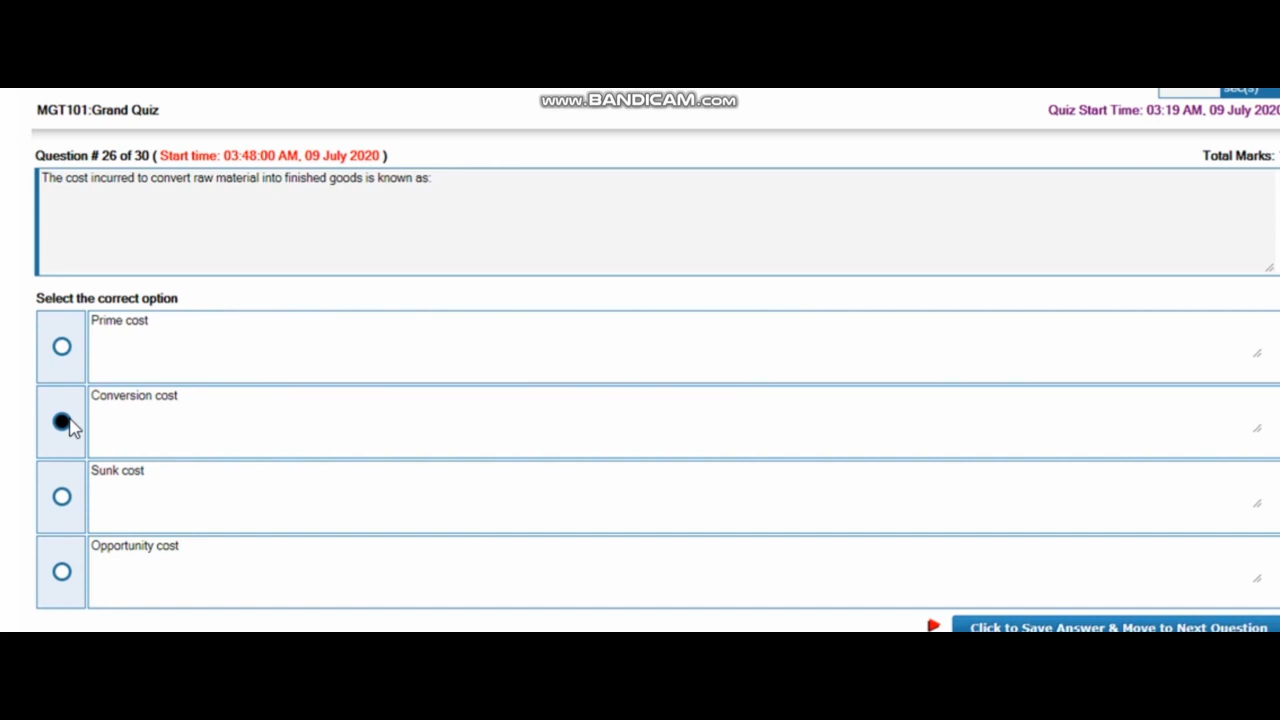 www.BANDICAM.com
sec(s)
MGT101:Grand Quiz
Quiz Start Time: 03:19 AM, 09 July 2020
Question # 26 of 30 ( Start time: 03:48:00 AM, 09 July 2020 )
Total Marks:
The cost incurred to convert raw material into finished goods is known as:
Select the correct option
Prime cost
Conversion cost
Sunk cost
Opportunity cost
Click to Save Answer & Move to Next Question